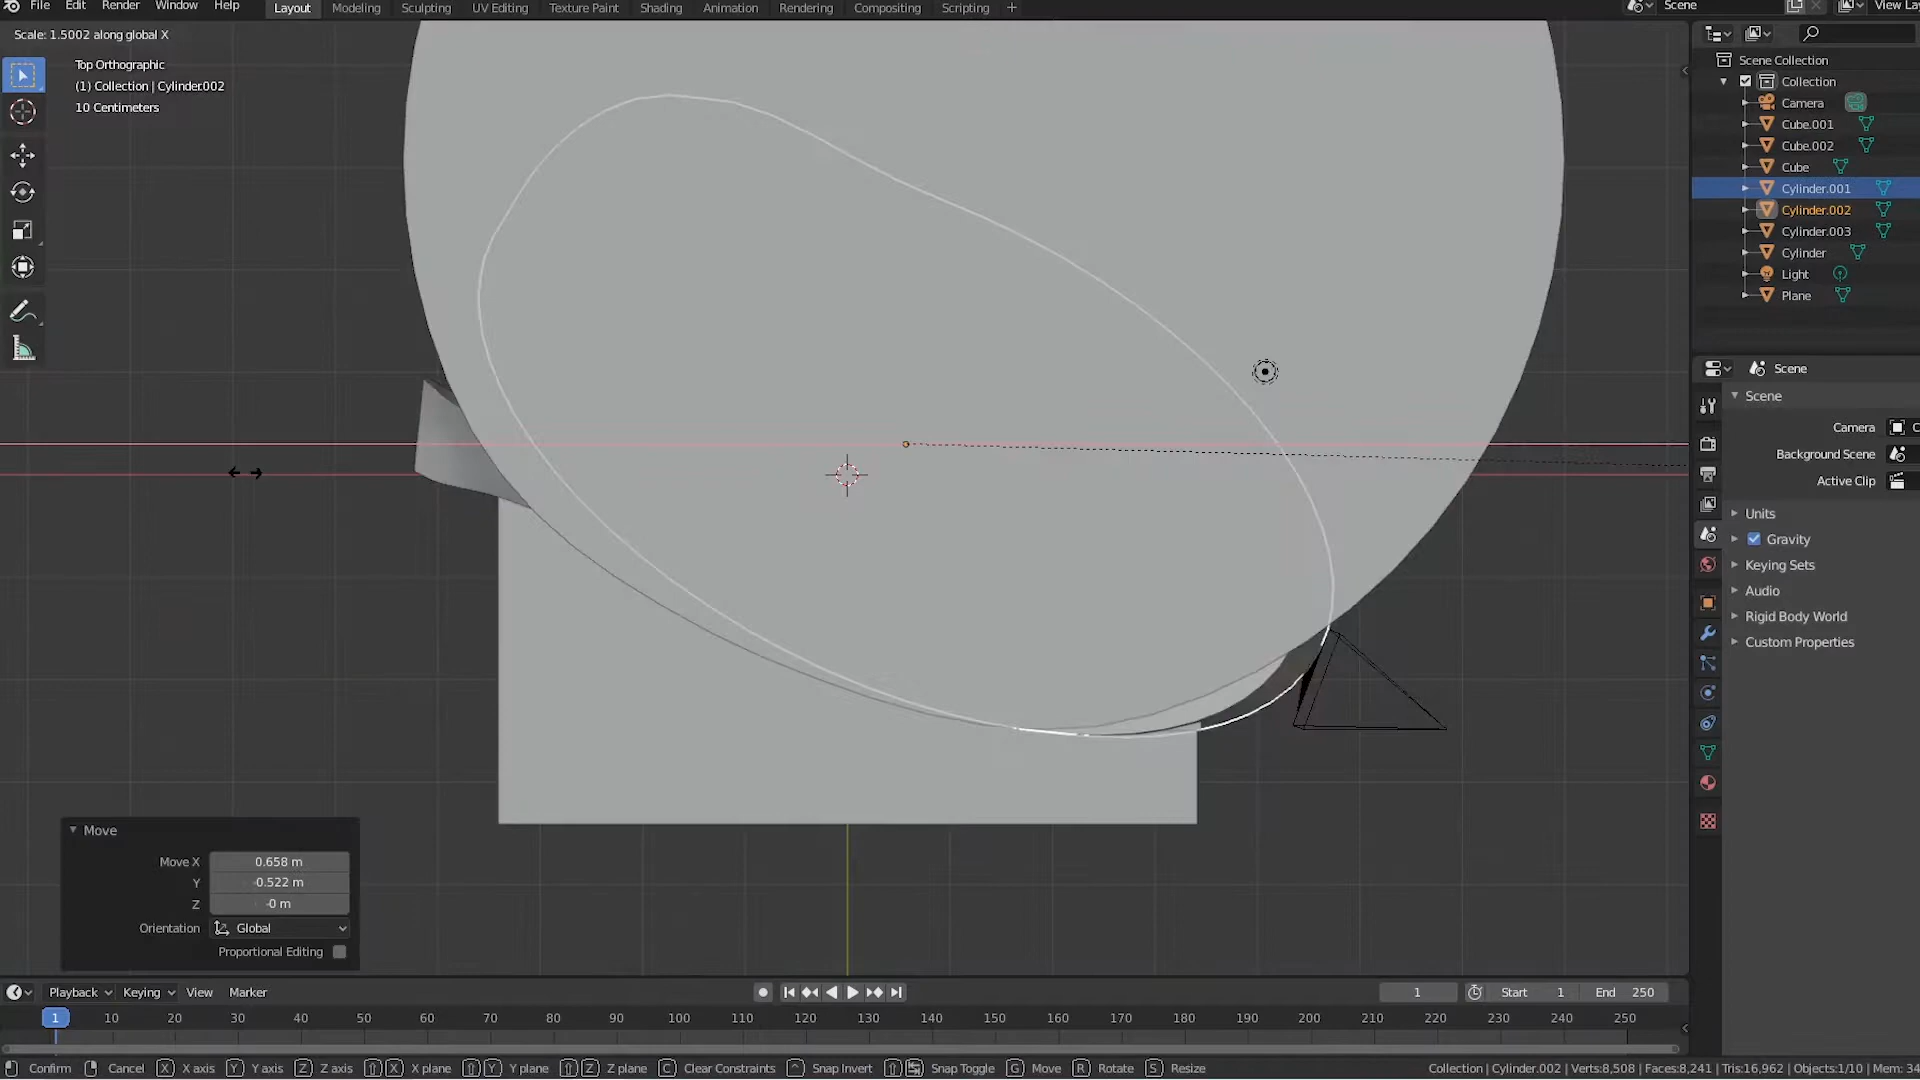 File Edit Render Window Help Layout Modeling Sculpting UV Editing Texture Paint Shading Animation Rendering Compositing Scripting + Scene View Lay
Scale: 1.5002 along global X
Top Orthographic
(1) Collection | Cylinder.002
10 Centimeters
Scene Collection
Collection
Camera
Cube.001
Cube.002
Cube
Cylinder.001
Cylinder.002
Cylinder.003
Cylinder
Light
Plane
Scene
Scene
Camera C
Background Scene
Active Clip
Units
Gravity
Keying Sets
Audio
Rigid Body World
Custom Properties
Move
Move X 0.658 m
Y -0.522 m
Z -0 m
Orientation Global
Proportional Editing
Playback Keying View Marker 1 Start 1 End 250
1 10 20 30 40 50 60 70 80 90 100 110 120 130 140 150 160 170 180 190 200 210 220 230 240 250
Confirm Cancel X X axis Y Y axis Z Z axis X X plane Y Y plane Z Z plane C Clear Constraints Snap Invert Snap Toggle G Move R Rotate S Resize Collection | Cylinder.002 | Verts:8,508 | Faces:8,241 | Tris:16,962 | Objects:1/10 | Mem: 34